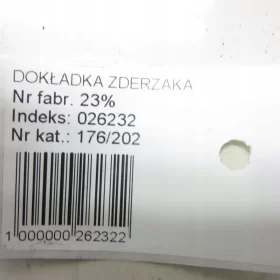 DOKŁADKA ZDERZAKA
Nr fabr. 23%
Indeks: 026232
Nr kat.: 176/202
1 000000 262322